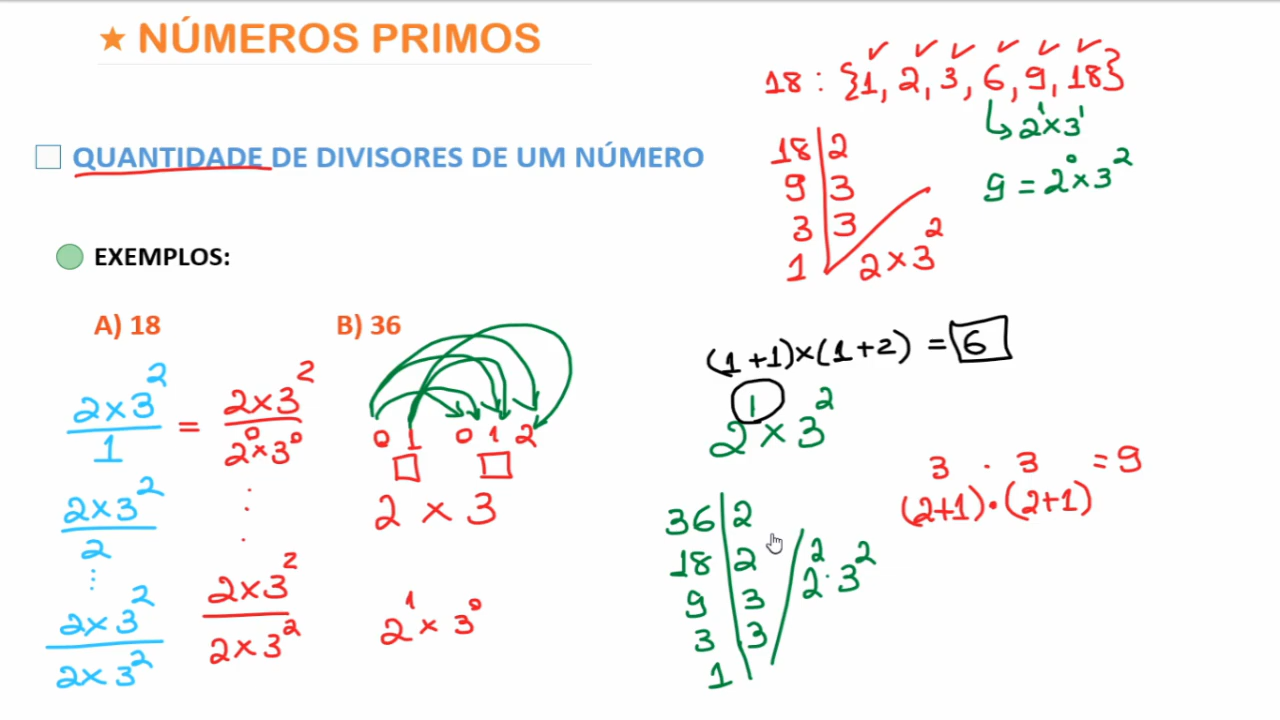 ★ NÚMEROS PRIMOS
QUANTIDADE DE DIVISORES DE UM NÚMERO
EXEMPLOS:
A) 18
B) 36
2×3²/1 = 2×3²/2⁰×3⁰
2×3²/2
⋮
2×3²/2×3²
⋮
2×3²/2×3²
0 1 0 1 2
□ □
2 × 3
2¹ × 3⁰
18 : {1, 2, 3, 6, 9, 18}
✓ ✓ ✓ ✓ ✓ ✓
↳ 2¹×3¹
9 = 2⁰×3²
18 | 2
9 | 3
3 | 3
1 | 2×3²
(1+1)×(1+2) = 6
2¹×3²
36 | 2
18 | 2
9 | 3
3 | 3
1
2²·3²
3 · 3 = 9
(2+1)·(2+1)